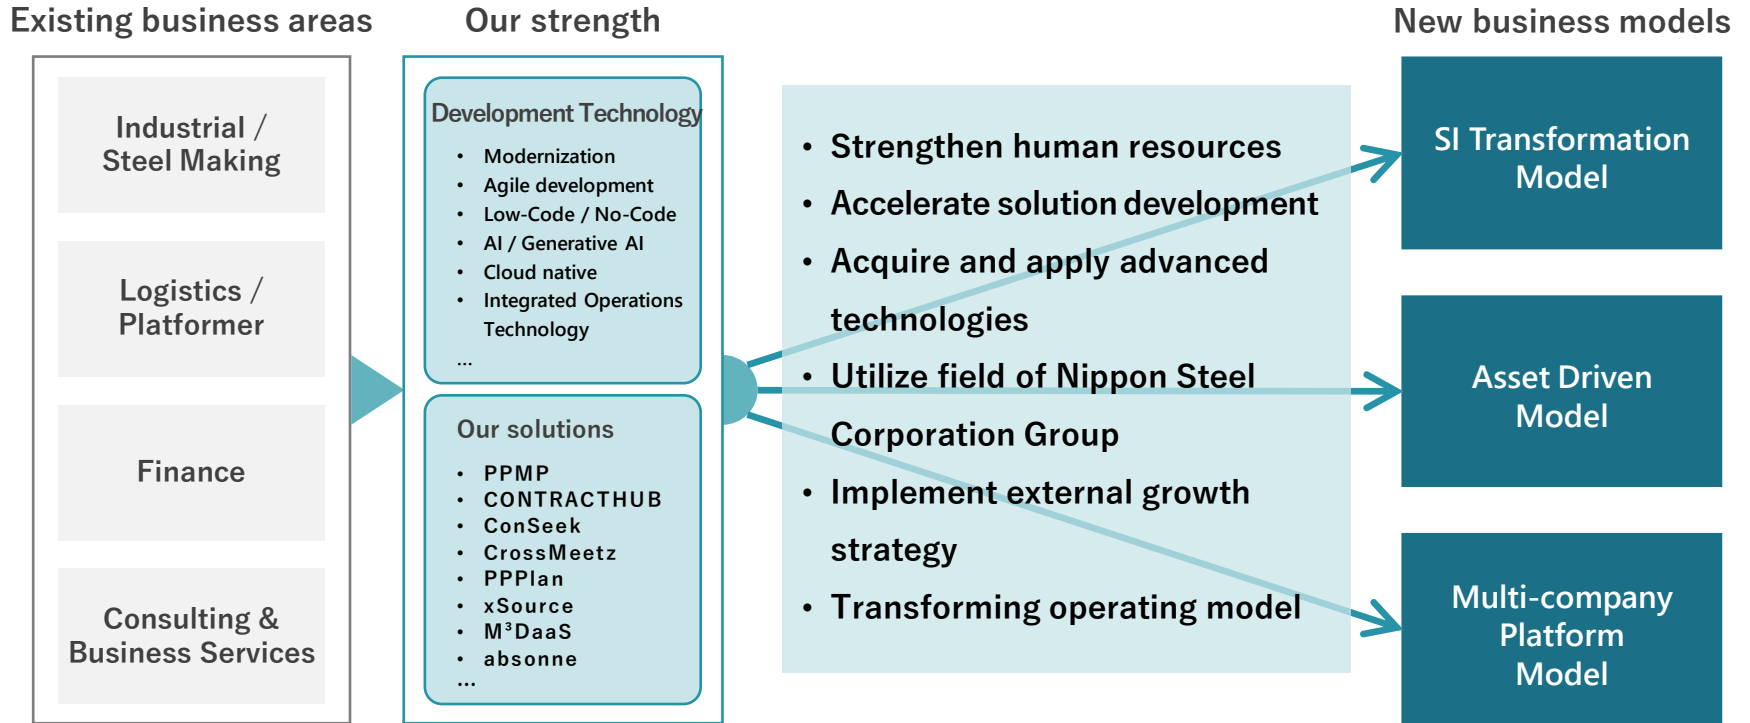 Existing business areas
Industrial /
Steel Making
Logistics /
Platformer
Finance
Consulting &
Business Services
Our strength
Development Technology
• Modernization
• Agile development
• Low-Code / No-Code
• AI / Generative AI
• Cloud native
• Integrated Operations
Technology
...
Our solutions
• PPMP
• CONTRACTHUB
• ConSeek
• CrossMeetz
• PPPlan
• xSource
• M³DaaS
• absonne
...
• Strengthen human resources
• Accelerate solution development
• Acquire and apply advanced
technologies
• Utilize field of Nippon Steel
Corporation Group
• Implement external growth
strategy
• Transforming operating model
New business models
SI Transformation
Model
Asset Driven
Model
Multi-company
Platform
Model